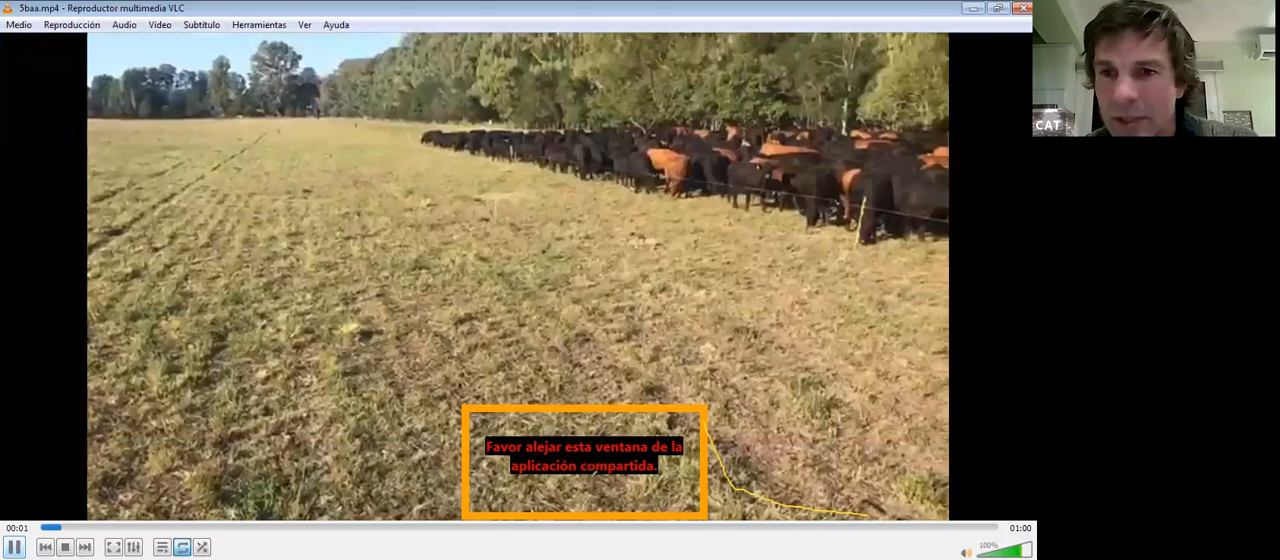 5baa.mp4 - Reproductor multimedia VLC
Medio Reproducción Audio Vídeo Subtítulo Herramientas Ver Ayuda
CAT
Favor alejar esta ventana de la
aplicación compartida.
00:01
01:00
100%